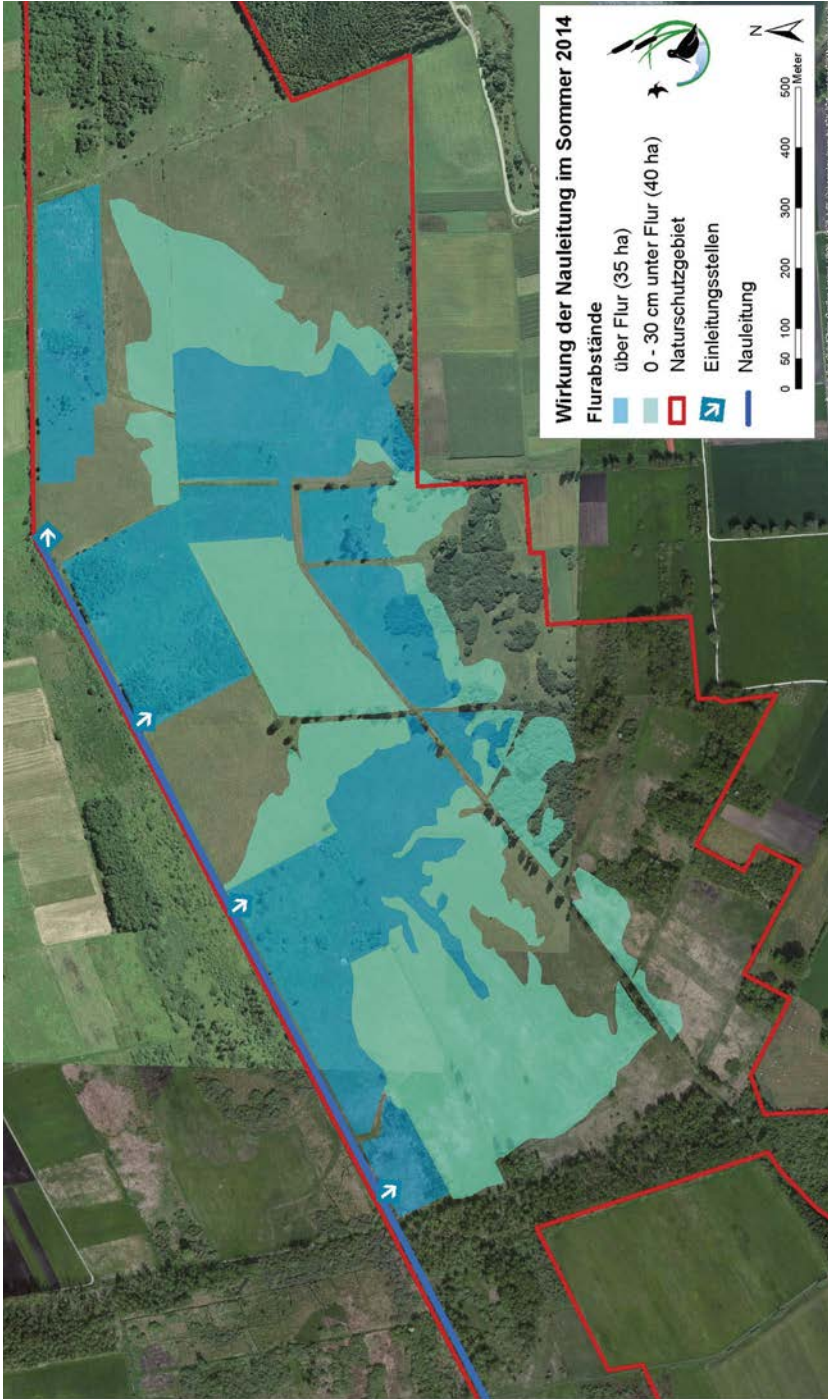 Wirkung der Nauleitung im Sommer 2014
Flurabstände
über Flur (35 ha)
0 - 30 cm unter Flur (40 ha)
Naturschutzgebiet
Einleitungsstellen
Nauleitung
N
0 50 100 200 300 400 500
Meter